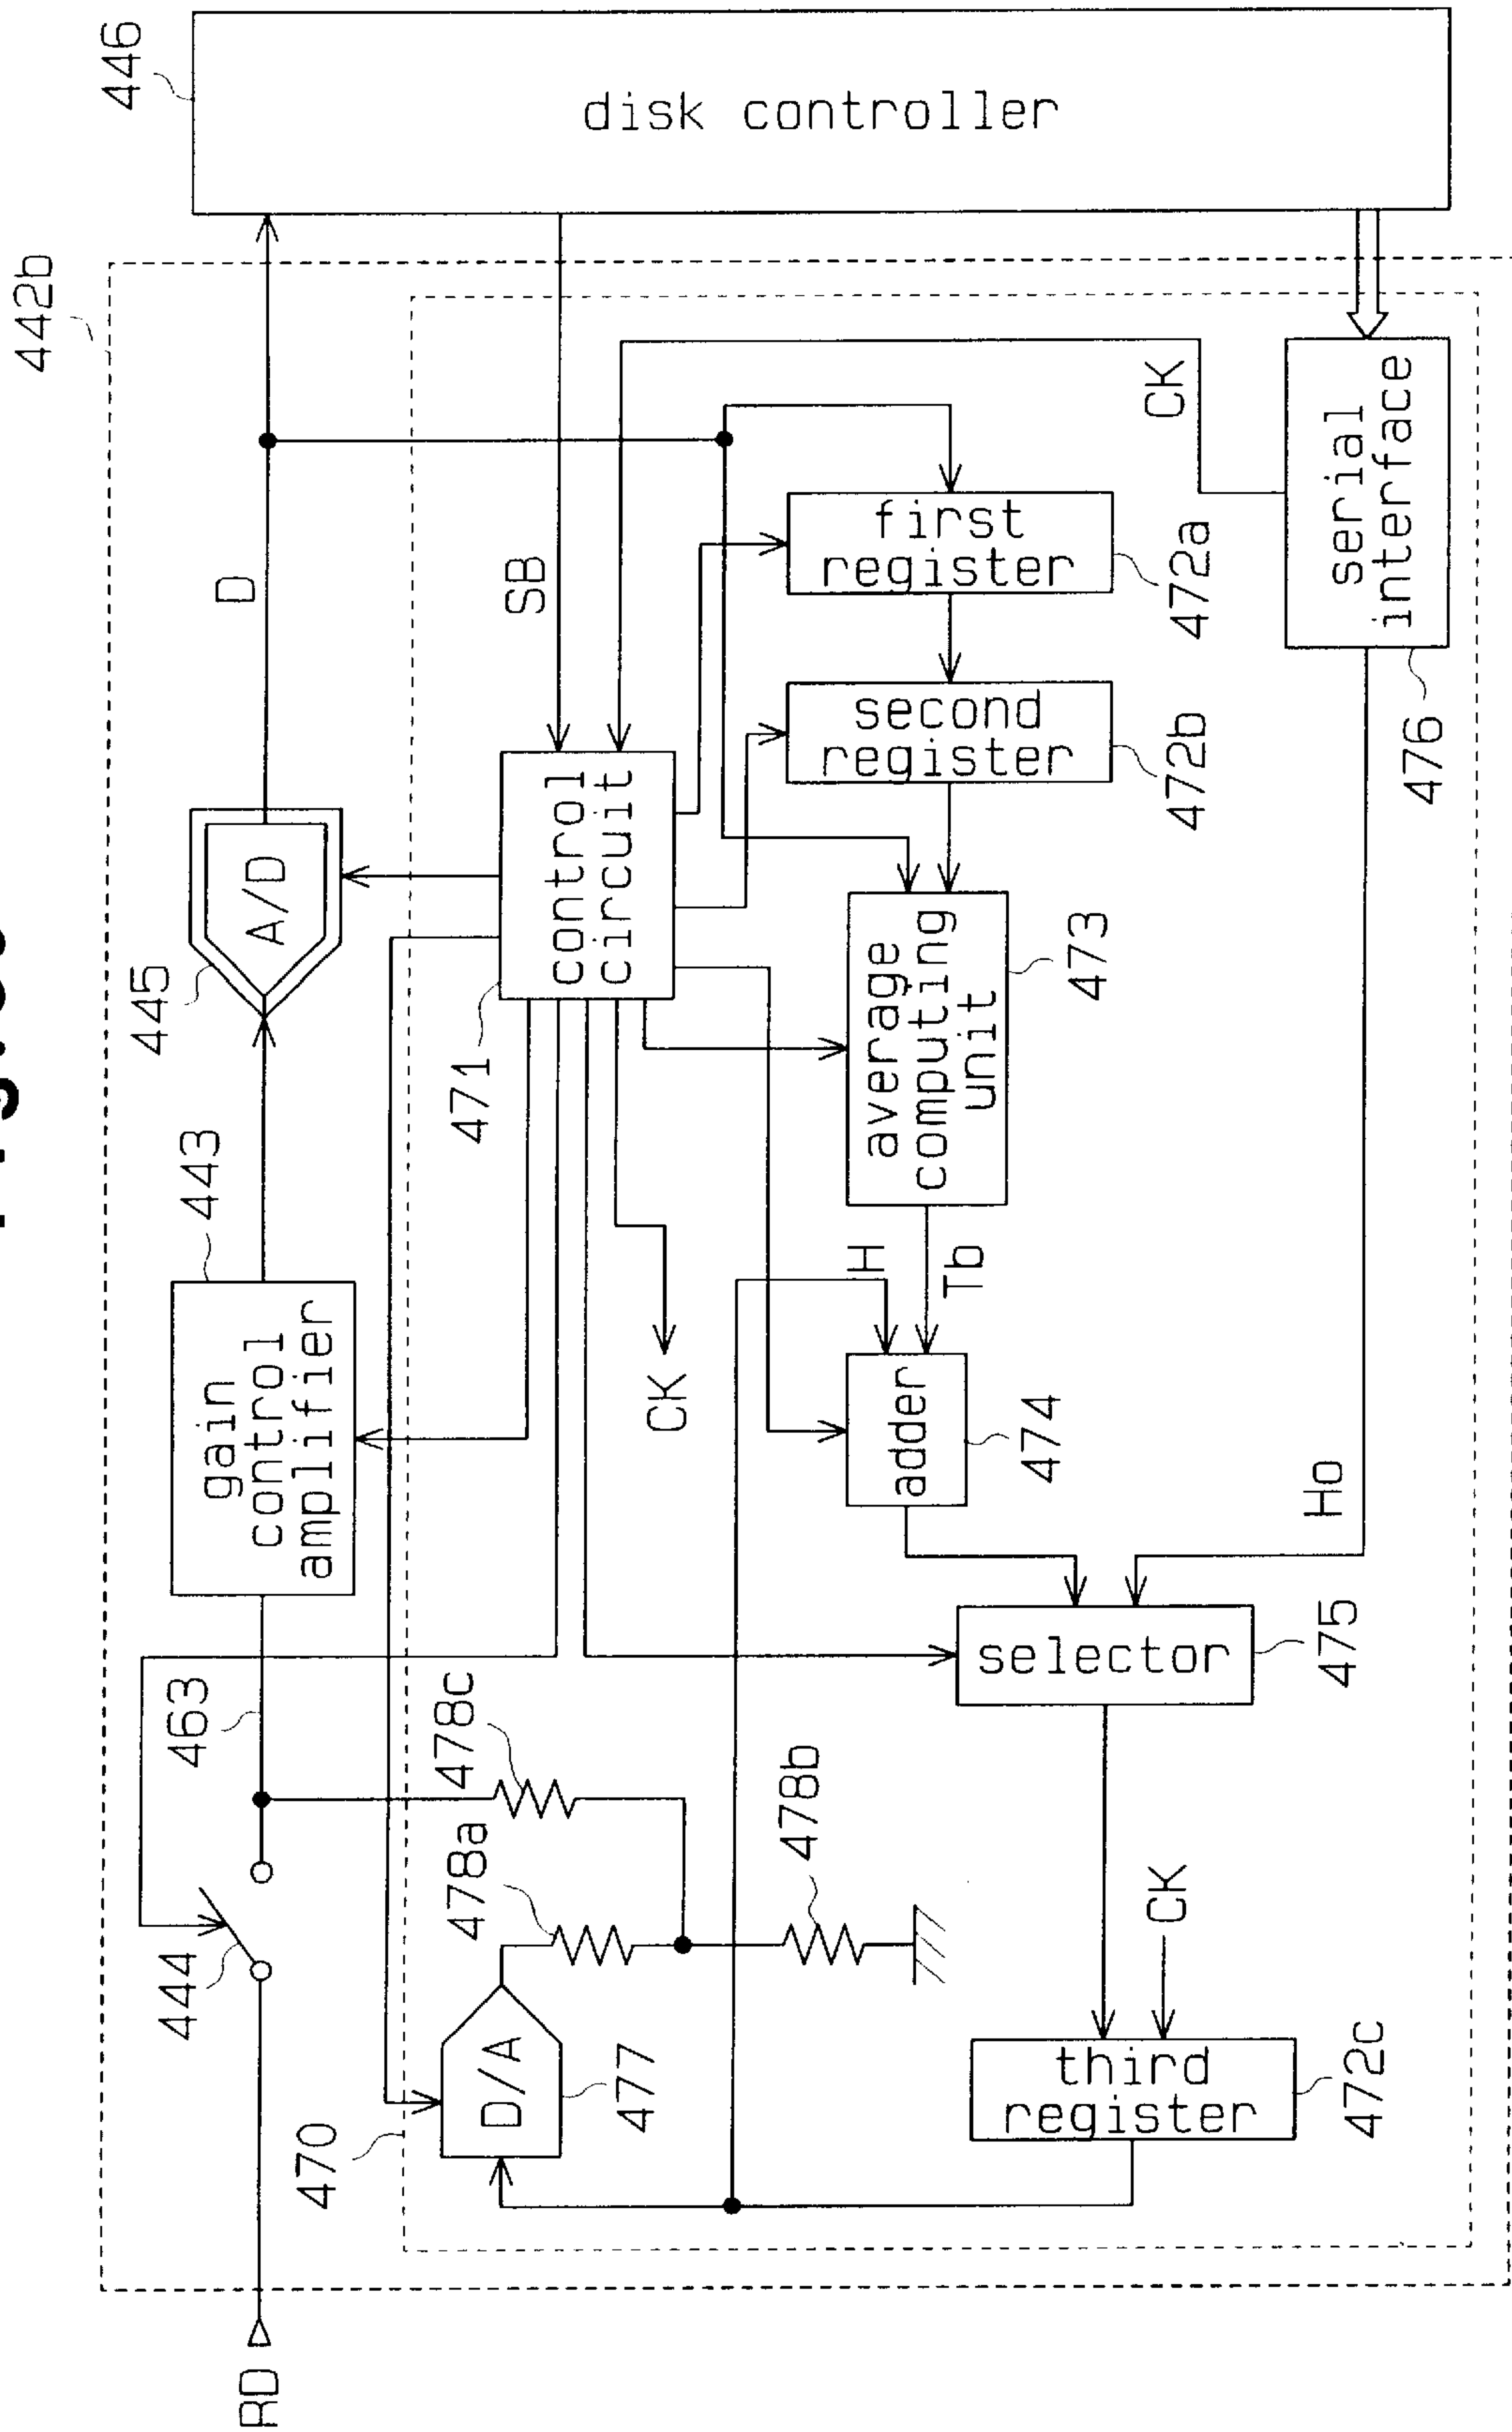 446
disk controller
442b
D
SB
CK
first
register
472a
serial
interface
476
second
register
472b
445
A/D
control
circuit
471
average
computing
unit
473
443
gain
control
amplifier
H
Tb
CK
adder
474
Ho
463
selector
475
478c
478a
478b
444
470
D/A
477
CK
third
register
472c
RD